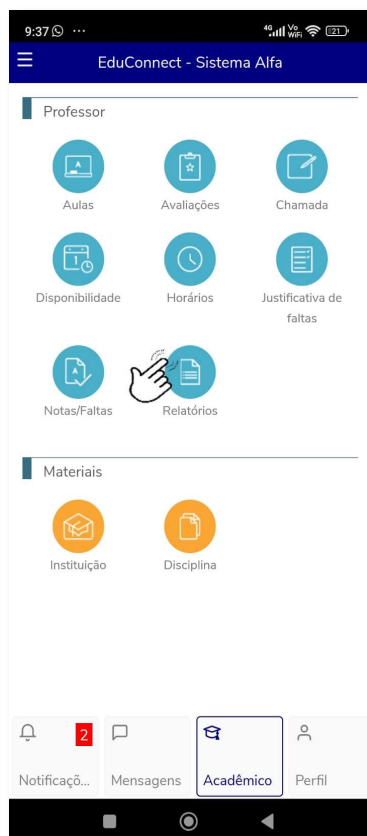 9:37 ... 4G Vo WiFi 21
EduConnect - Sistema Alfa
Professor
Aulas Avaliações Chamada
Disponibilidade Horários Justificativa de
faltas
Notas/Faltas Relatórios
Materiais
Instituição Disciplina
2
Notificaçõ... Mensagens Acadêmico Perfil